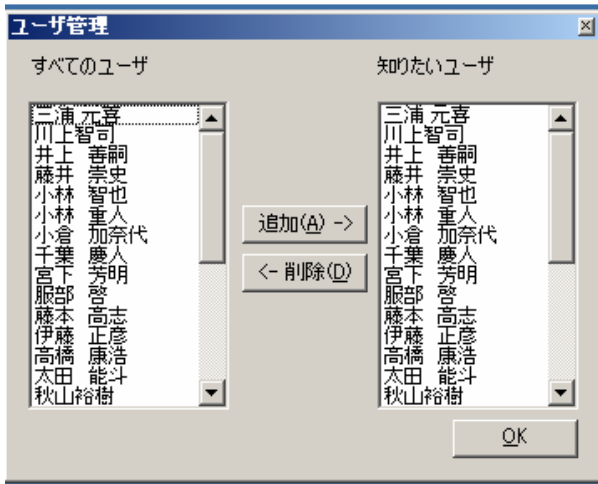 ユーザ管理
すべてのユーザ
三浦 元喜
川上智司
井上 善嗣
藤井 崇史
小林 智也
小林 重人
小倉 加奈代
千葉 慶人
宮下 芳明
服部 啓
藤本 高志
伊藤 正彦
高橋 康浩
太田 能斗
秋山裕樹
追加(A) ->
<- 削除(D)
知りたいユーザ
三浦 元喜
川上智司
井上 善嗣
藤井 崇史
小林 智也
小林 重人
小倉 加奈代
千葉 慶人
宮下 芳明
服部 啓
藤本 高志
伊藤 正彦
高橋 康浩
太田 能斗
秋山裕樹
OK